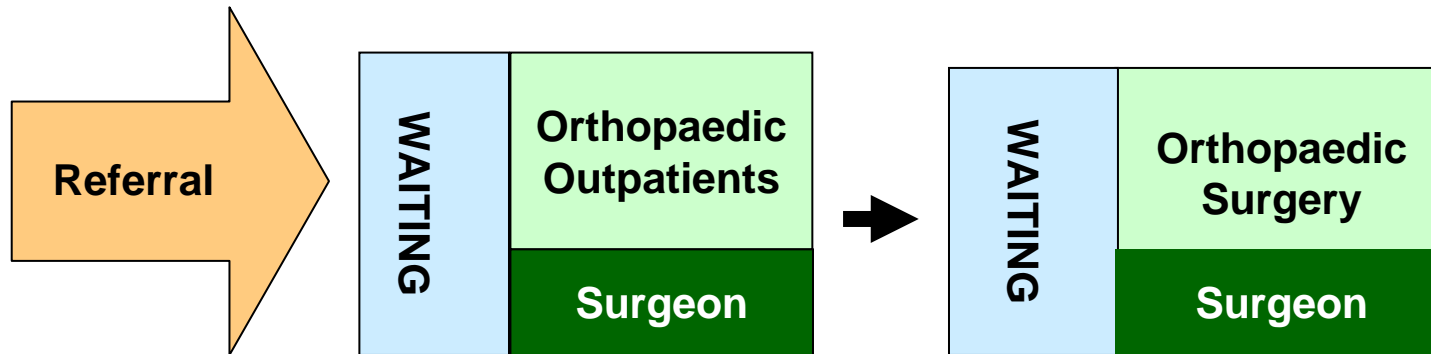 Referral
WAITING
Orthopaedic
Outpatients
Surgeon
WAITING
Orthopaedic
Surgery
Surgeon